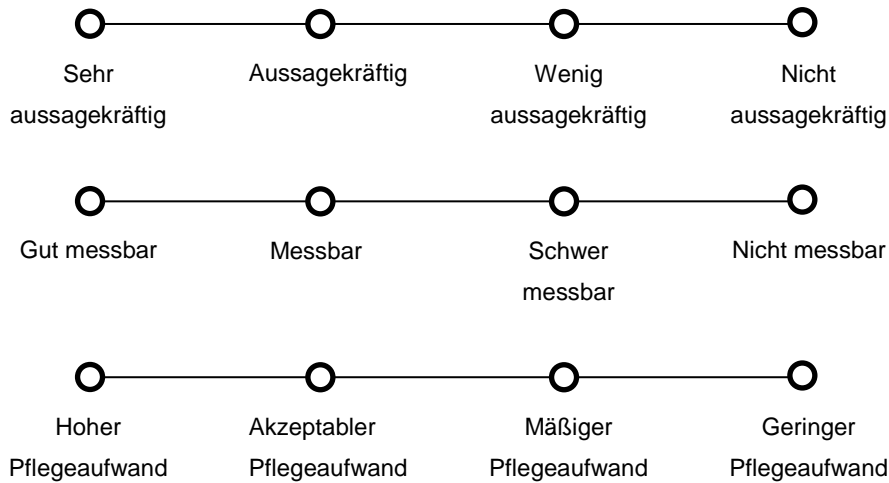 Sehr Aussagekräftig Wenig Nicht
aussagekräftig aussagekräftig aussagekräftig
Gut messbar Messbar Schwer Nicht messbar
messbar
Hoher Akzeptabler Mäßiger Geringer
Pflegeaufwand Pflegeaufwand Pflegeaufwand Pflegeaufwand